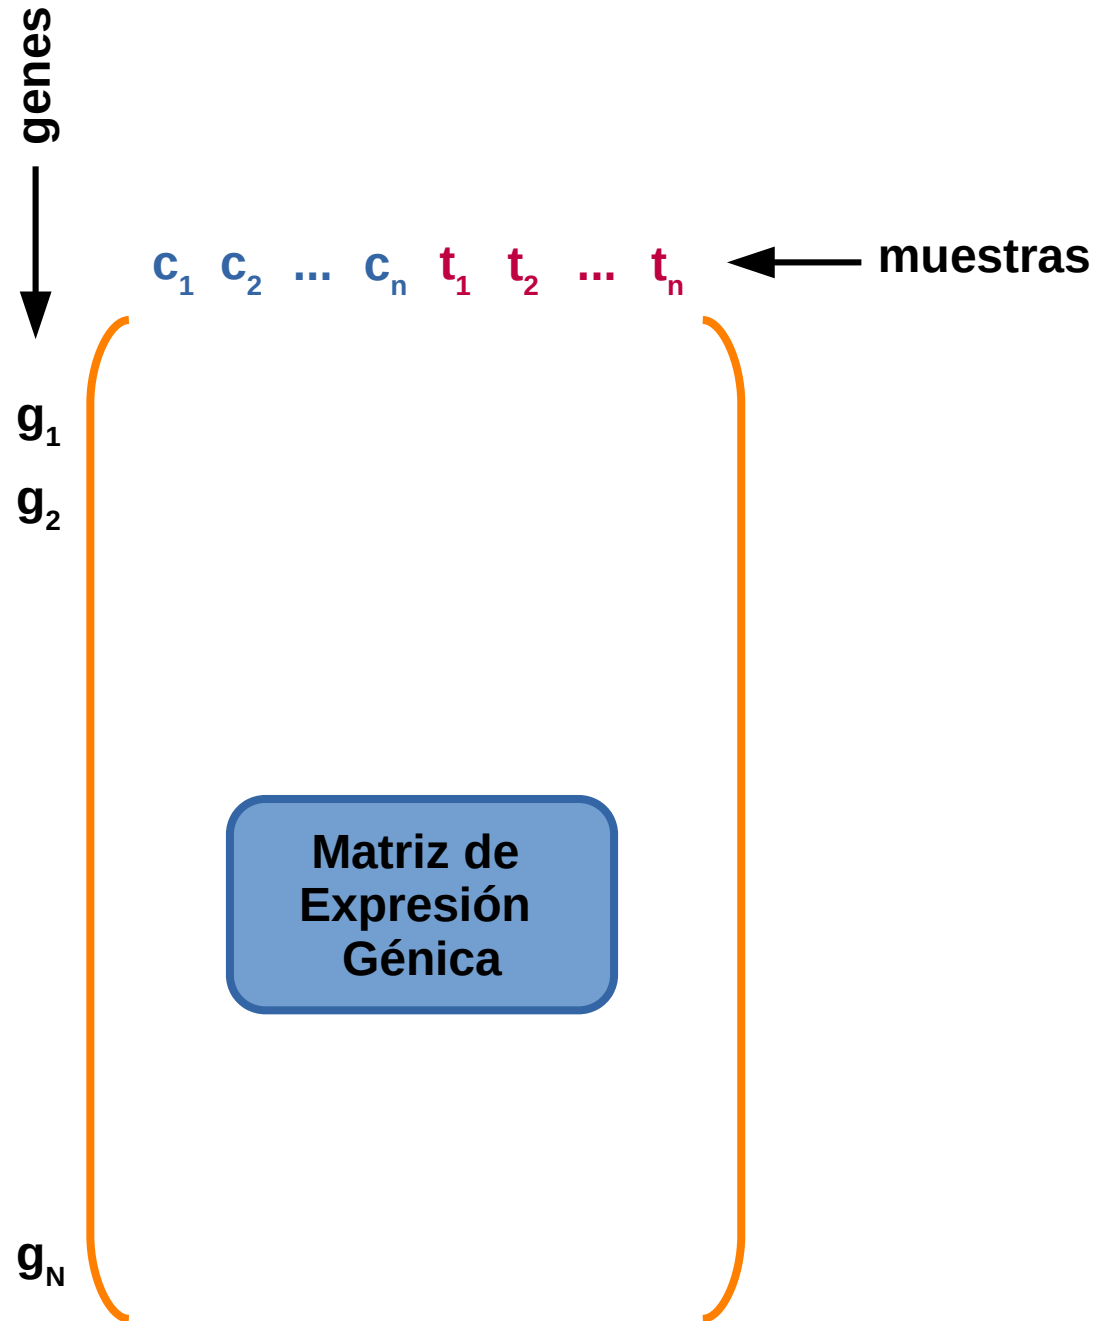 genes
c1 c2 ... cn t1 t2 ... tn
muestras
g1
g2
Matriz de
Expresión
Génica
gN